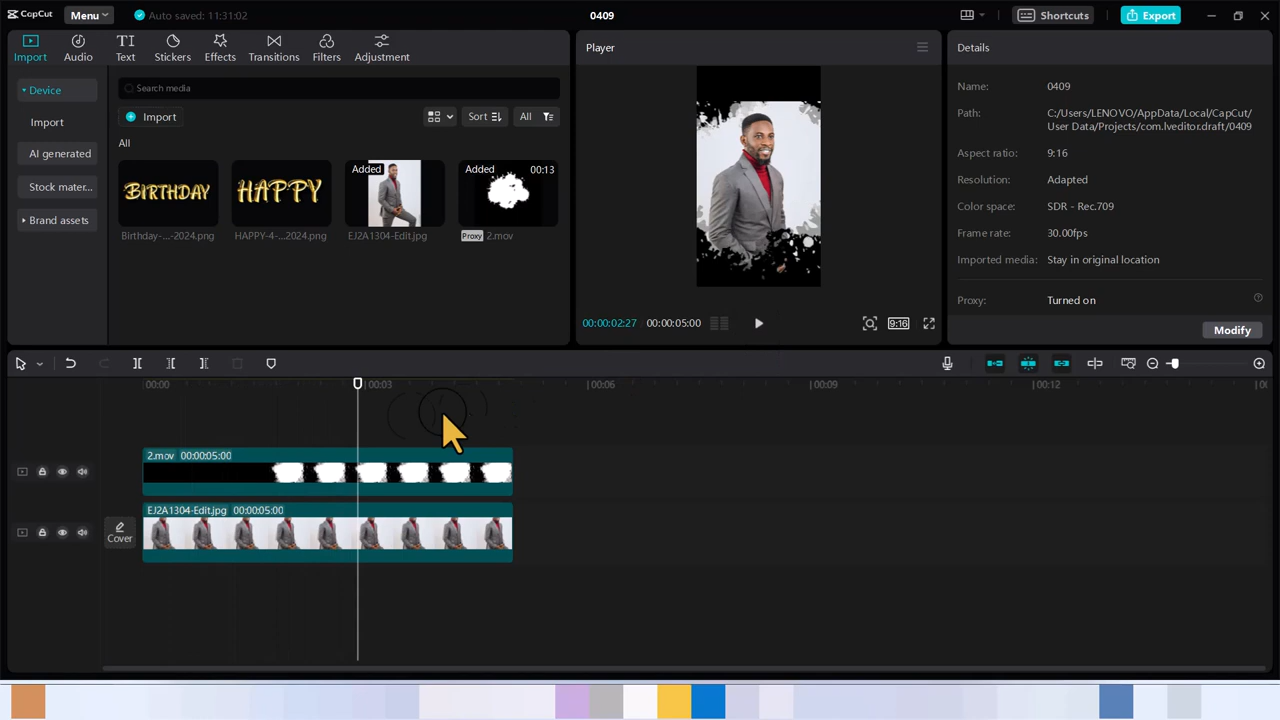 CapCut
Menu
Auto saved: 11:31:02
0409
Shortcuts
Export
Import
Audio
Text
Stickers
Effects
Transitions
Filters
Adjustment
Device
Import
AI generated
Stock mater...
Brand assets
Search media
Import
Sort
All
All
BIRTHDAY
HAPPY
Added
Added
00:13
Birthday-...-2024.png
HAPPY-4-...2024.png
EJ2A1304-Edit.jpg
Proxy 2.mov
Player
00:00:02:27
00:00:05:00
9:16
Details
Name: 0409
Path: C:/Users/LENOVO/AppData/Local/CapCut/
User Data/Projects/com.lveditor.draft/0409
Aspect ratio: 9:16
Resolution: Adapted
Color space: SDR - Rec.709
Frame rate: 30.00fps
Imported media: Stay in original location
Proxy: Turned on
Modify
00:00
00:03
00:06
00:09
00:12
2.mov 00:00:05:00
EJ2A1304-Edit.jpg 00:00:05:00
Cover